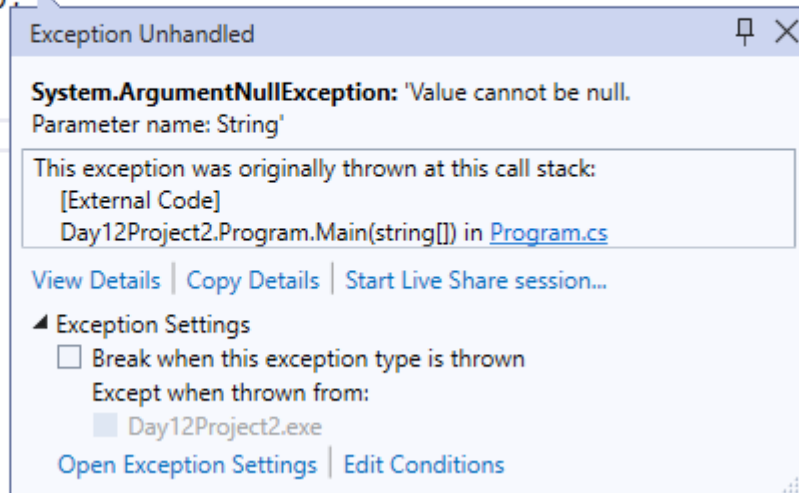 Exception Unhandled
System.ArgumentNullException: 'Value cannot be null.
Parameter name: String'
This exception was originally thrown at this call stack:
[External Code]
Day12Project2.Program.Main(string[]) in Program.cs
View Details | Copy Details | Start Live Share session...
Exception Settings
Break when this exception type is thrown
Except when thrown from:
Day12Project2.exe
Open Exception Settings | Edit Conditions